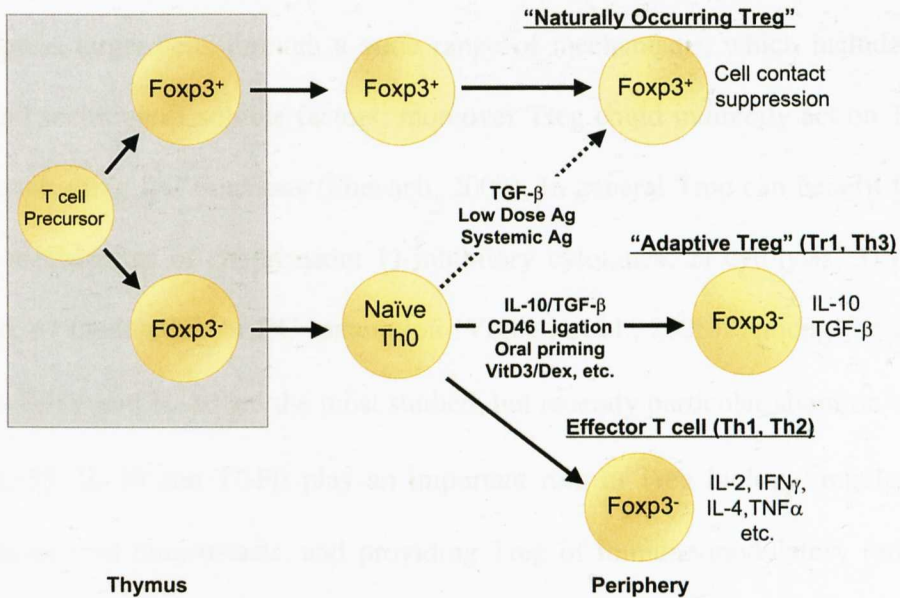 "Naturally Occurring Treg"
Foxp3⁺
Foxp3⁺
Foxp3⁺
Cell contact
suppression
T cell
Precursor
TGF-β
Low Dose Ag
Systemic Ag
"Adaptive Treg" (Tr1, Th3)
Foxp3⁻
Naïve
Th0
IL-10/TGF-β
CD46 Ligation
Oral priming
VitD3/Dex, etc.
Foxp3⁻
IL-10
TGF-β
Effector T cell (Th1, Th2)
Foxp3⁻
IL-2, IFNγ,
IL-4,TNFα
etc.
Thymus
Periphery